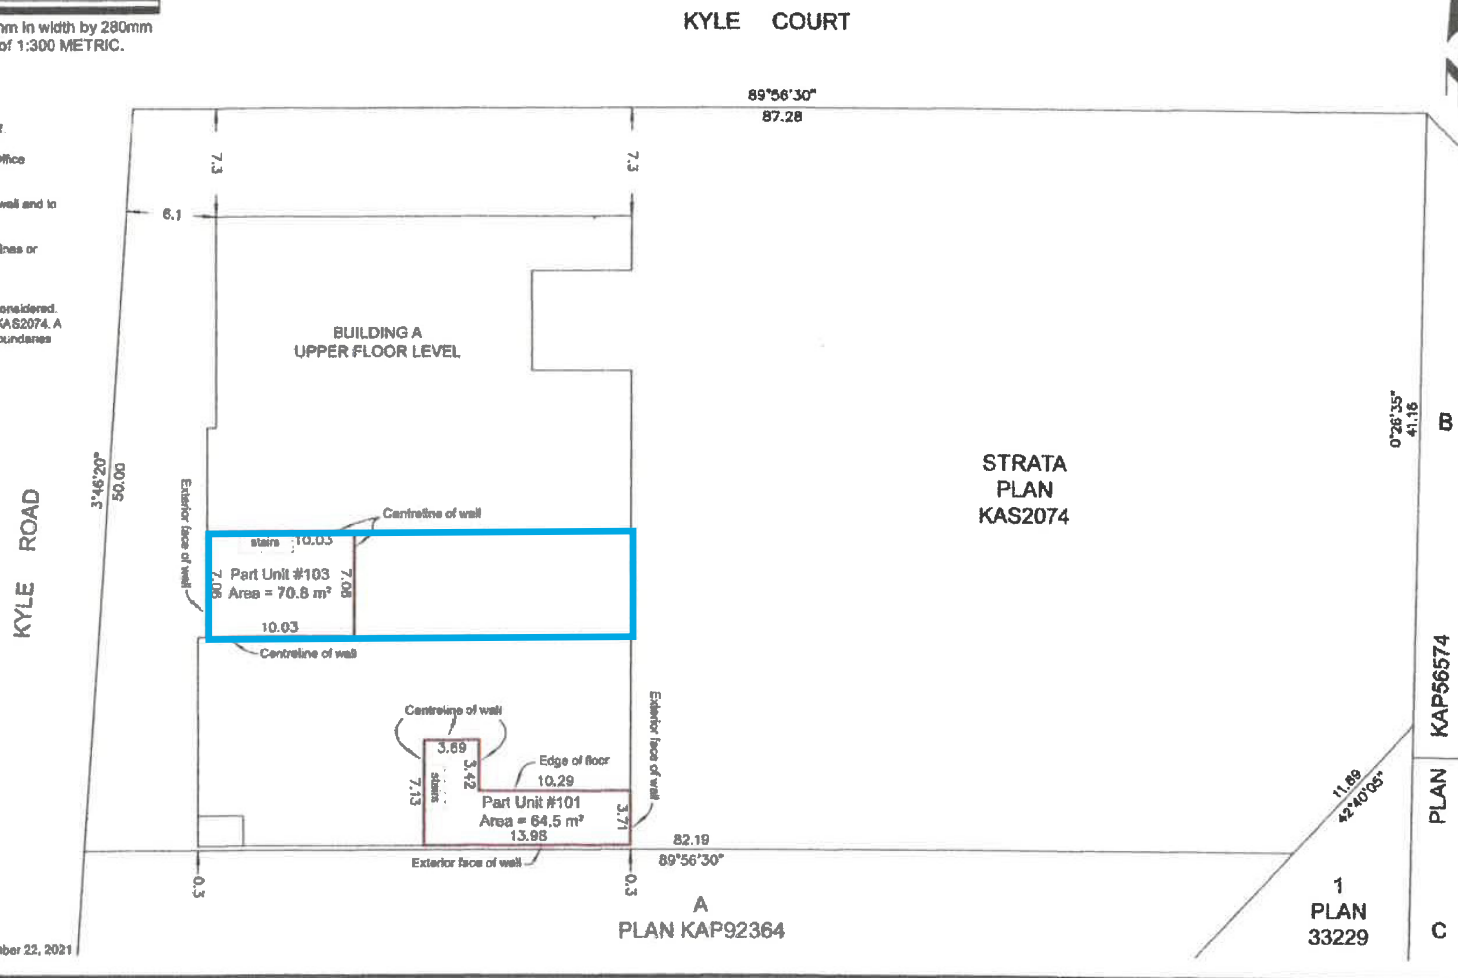 KYLE COURT
mm in width by 280mm
of 1:300 METRIC.
89°56'30"
87.28
office
wall and to
lines or
onsidered.
KAS2074. A
oundaries
7.3
7.3
6.1
BUILDING A
UPPER FLOOR LEVEL
3°46'20"
50.00
KYLE ROAD
0°26'35"
41.16
B
STRATA
PLAN
KAS2074
Exterior face of wall
Centreline of wall
stairs
10.03
7.06
Part Unit #103
Area = 70.8 m²
7.06
10.03
Centreline of wall
Centreline of wall
Exterior face of wall
3.69
3.42
7.13
stairs
Edge of floor
10.29
Part Unit #101
Area = 64.5 m²
13.98
3.71
Exterior face of wall
82.19
89°56'30"
0.3
0.3
A
PLAN KAP92364
11.69
42°40'05"
PLAN KAP56574
1
PLAN
33229
C
ber 22, 2021